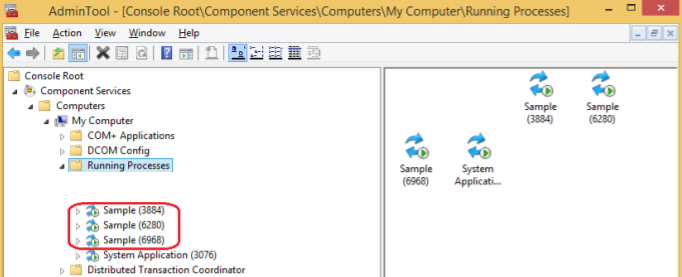 AdminTool - [Console Root\Component Services\Computers\My Computer\Running Processes]
File Action View Window Help
Console Root
Component Services
Computers
My Computer
COM+ Applications
DCOM Config
Running Processes
Sample (3884)
Sample (6280)
Sample (6968)
System Application (3076)
Distributed Transaction Coordinator
Sample Sample
(3884) (6280)
Sample System
(6968) Applicati...